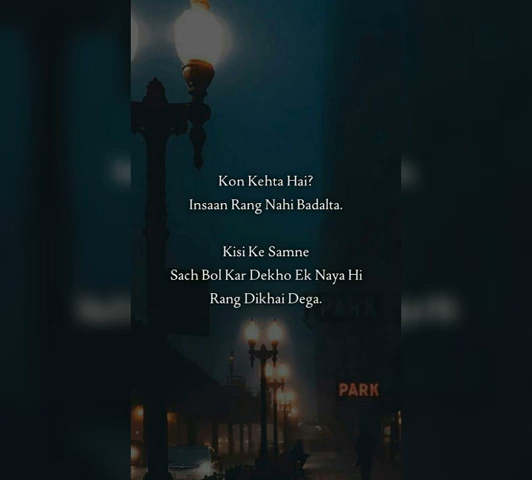 Kon Kehta Hai?
Insaan Rang Nahi Badalta.
Kisi Ke Samne
Sach Bol Kar Dekho Ek Naya Hi
Rang Dikhai Dega.
PARK
PARK